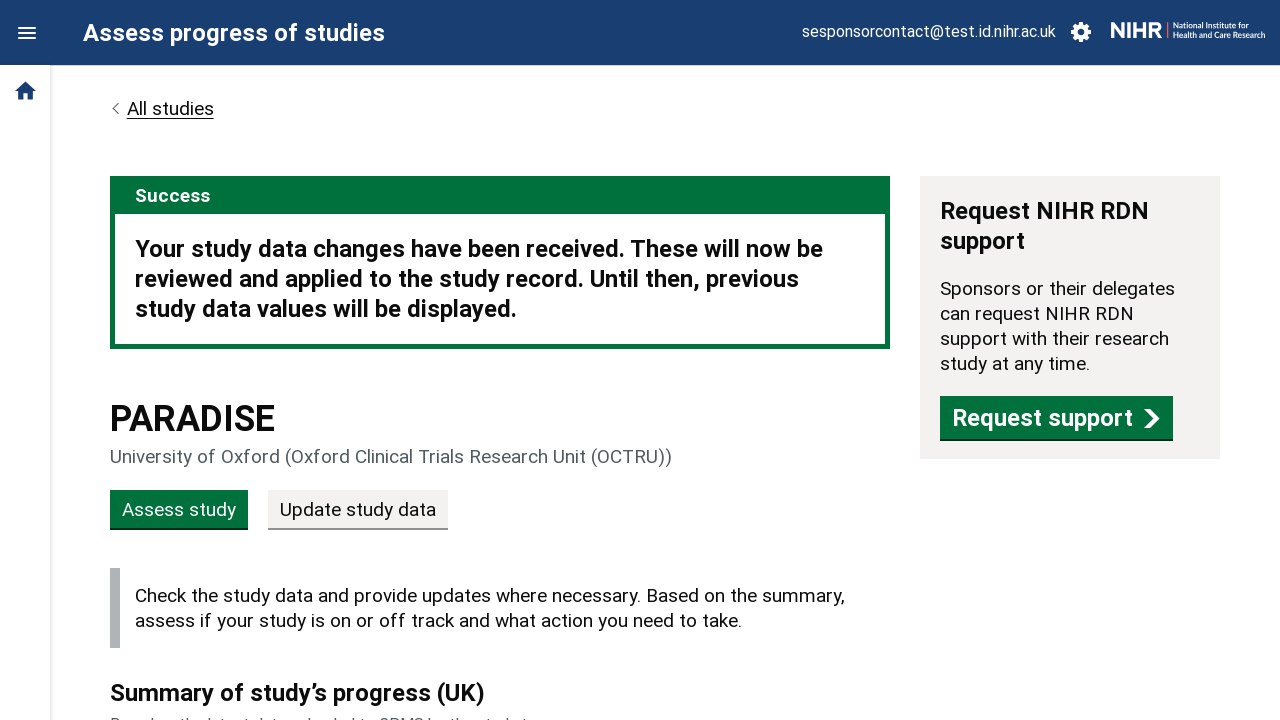 Assess progress of studies
sesponsorcontact@test.id.nihr.ac.uk
NIHR | National Institute for
Health and Care Research
All studies
Success
Your study data changes have been received. These will now be
reviewed and applied to the study record. Until then, previous
study data values will be displayed.
Request NIHR RDN
support
Sponsors or their delegates
can request NIHR RDN
support with their research
study at any time.
Request support
PARADISE
University of Oxford (Oxford Clinical Trials Research Unit (OCTRU))
Assess study
Update study data
Check the study data and provide updates where necessary. Based on the summary,
assess if your study is on or off track and what action you need to take.
Summary of study’s progress (UK)